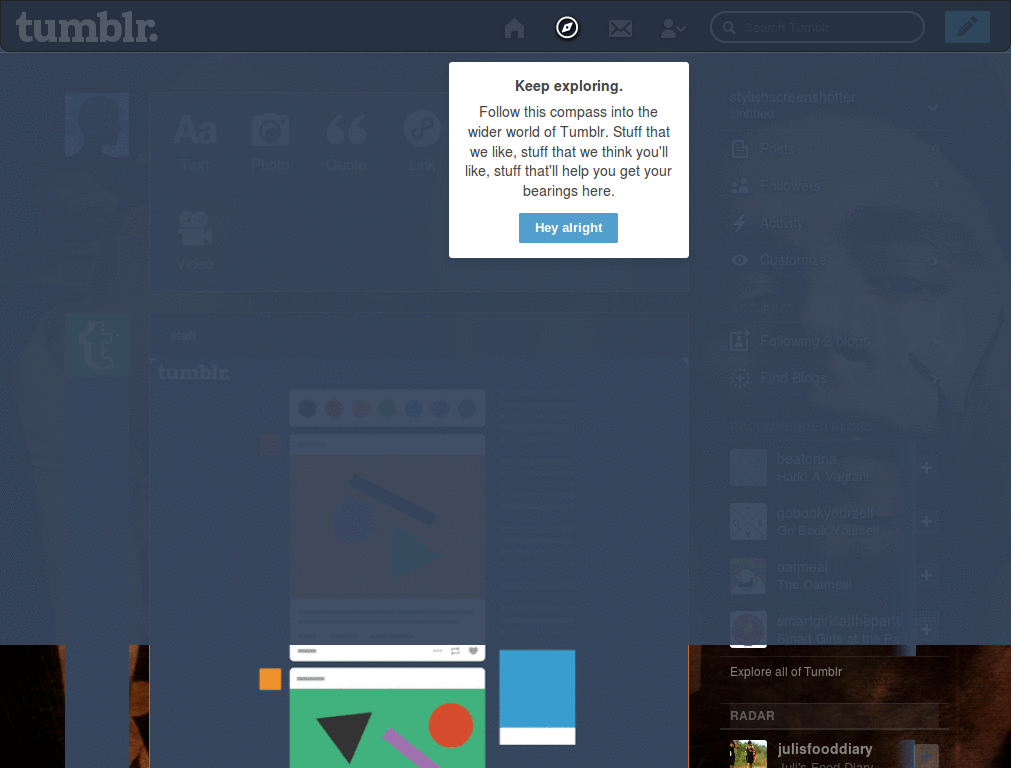 tumblr.
Search Tumblr
Keep exploring.
Follow this compass into the
wider world of Tumblr. Stuff that
we like, stuff that we think you'll
like, stuff that'll help you get your
bearings here.
Hey alright
Aa
Text
Photo
Quote
Link
Video
stylishscreenshotter
Untitled
Posts
Followers
Activity
Customize
ACCOUNT
Following 2 blogs
Find Blogs
RECOMMENDED BLOGS
beatonna
Hark! A Vagrant
gobookyourself
Go Book Yourself
oatmeal
The Oatmeal
smartgirlsattheparty
Smart Girls at the Pa
Explore all of Tumblr
RADAR
julisfooddiary
Juli's Food Diary
staff
tumblr.